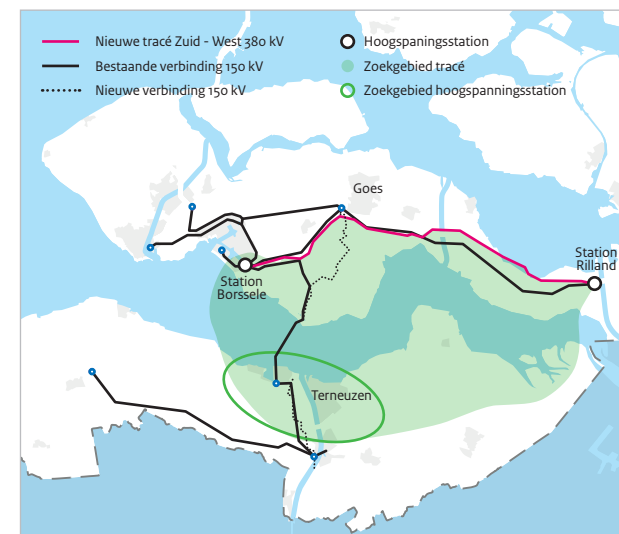 Nieuwe tracé Zuid - West 380 kV
Bestaande verbinding 150 kV
Nieuwe verbinding 150 kV
Hoogspaningsstation
Zoekgebied tracé
Zoekgebied hoogspanningsstation
Goes
Station
Rilland
Station
Borssele
Terneuzen